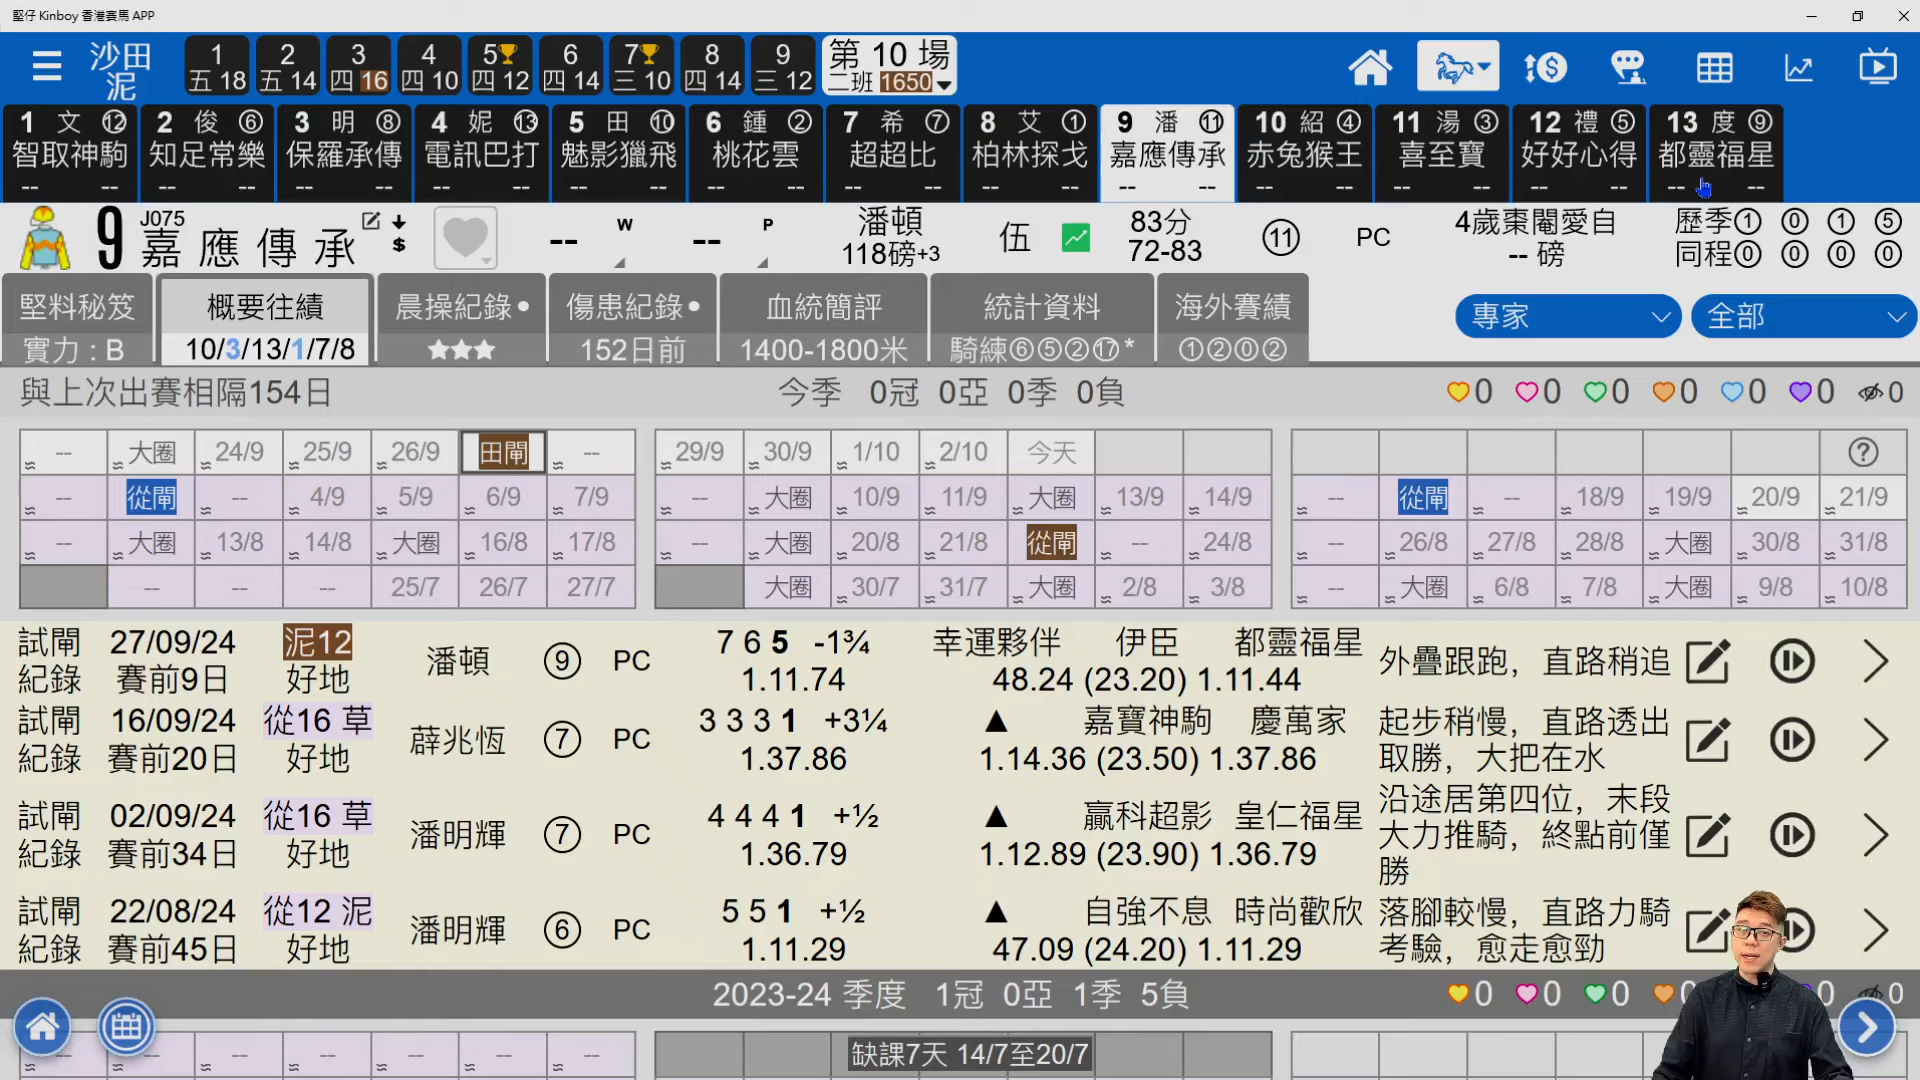 堅仔 Kinboy 香港賽馬 APP
沙田 泥
1 五 18
2 五 14
3 四 16
4 四 10
5 四 12
6 四 14
7 三 10
8 四 14
9 三 12
第 10 場 二班 1650
1 文 ⑫ 智取神駒 -- --
2 俊 ⑥ 知足常樂 -- --
3 明 ⑧ 保羅承傳 -- --
4 妮 ⑬ 電訊巴打 -- --
5 田 ⑩ 魅影獵飛 -- --
6 鍾 ② 桃花雲 -- --
7 希 ⑦ 超超比 -- --
8 艾 ① 柏林探戈 -- --
9 潘 ⑪ 嘉應傳承 -- --
10 紹 ④ 赤兔猴王 -- --
11 湯 ③ 喜至寶 -- --
12 禮 ⑤ 好好心得 -- --
13 度 ⑨ 都靈福星 -- --
9 J075 嘉應傳承 $ -- W -- P 潘頓 118磅+3 伍 83分 72-83 ⑪ PC 4歲棗閹愛自 -- 磅
歷季① ⓪ ① ⑤
同程⓪ ⓪ ⓪ ⓪
堅料秘笈 實力：B
概要往績 10/3/13/1/7/8
晨操紀錄• ★★★
傷患紀錄• 152日前
血統簡評 1400-1800米
統計資料 騎練⑥⑤②⑰*
海外賽績 ①②⓪②
專家
全部
與上次出賽相隔154日 今季 0冠 0亞 0季 0負 0 0 0 0 0 0 0
-- 大圈 24/9 25/9 26/9 田閘 -- 29/9 30/9 1/10 2/10 今天 ?
-- 從閘 -- 4/9 5/9 6/9 7/9 -- 大圈 10/9 11/9 大圈 13/9 14/9 -- 從閘 -- 18/9 19/9 20/9 21/9
-- 大圈 13/8 14/8 大圈 16/8 17/8 -- 大圈 20/8 21/8 從閘 -- 24/8 -- 26/8 27/8 28/8 大圈 30/8 31/8
-- -- -- 25/7 26/7 27/7 大圈 30/7 31/7 大圈 2/8 3/8 -- 大圈 6/8 7/8 大圈 9/8 10/8
試閘 27/09/24 泥12 潘頓 ⑨ PC 7 6 5 -1¾ 幸運夥伴 伊臣 都靈福星 外疊跟跑，直路稍追
紀錄 賽前9日 好地 1.11.74 48.24 (23.20) 1.11.44
試閘 16/09/24 從16 草 薛兆恆 ⑦ PC 3 3 3 1 +3¼ ▲ 嘉寶神駒 慶萬家 起步稍慢，直路透出
紀錄 賽前20日 好地 1.37.86 1.14.36 (23.50) 1.37.86 取勝，大把在水
試閘 02/09/24 從16 草 潘明輝 ⑦ PC 4 4 4 1 +½ ▲ 贏科超影 皇仁福星 沿途居第四位，末段
紀錄 賽前34日 好地 1.36.79 1.12.89 (23.90) 1.36.79 大力推騎，終點前僅
勝
試閘 22/08/24 從12 泥 潘明輝 ⑥ PC 5 5 1 +½ ▲ 自強不息 時尚歡欣 落腳較慢，直路力騎
紀錄 賽前45日 好地 1.11.29 47.09 (24.20) 1.11.29 考驗，愈走愈勁
2023-24 季度 1冠 0亞 1季 5負 0 0 0 0 0
-- -- -- -- -- -- -- 缺課7天 14/7至20/7